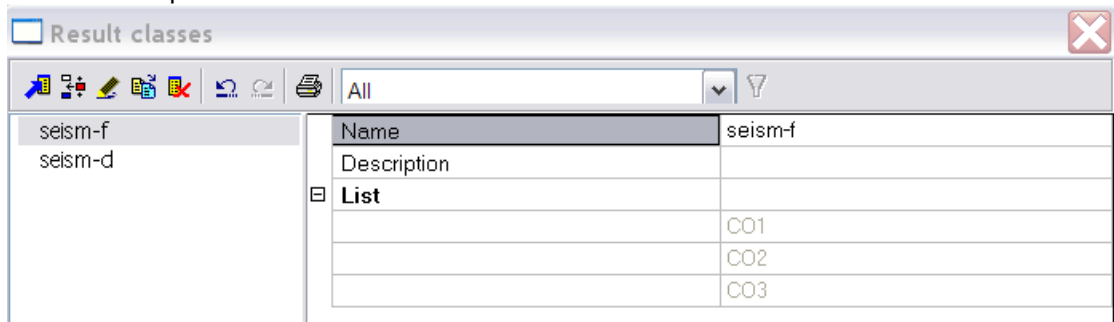 Result classes
All
seism-f
seism-d
Name seism-f
Description
List
CO1
CO2
CO3